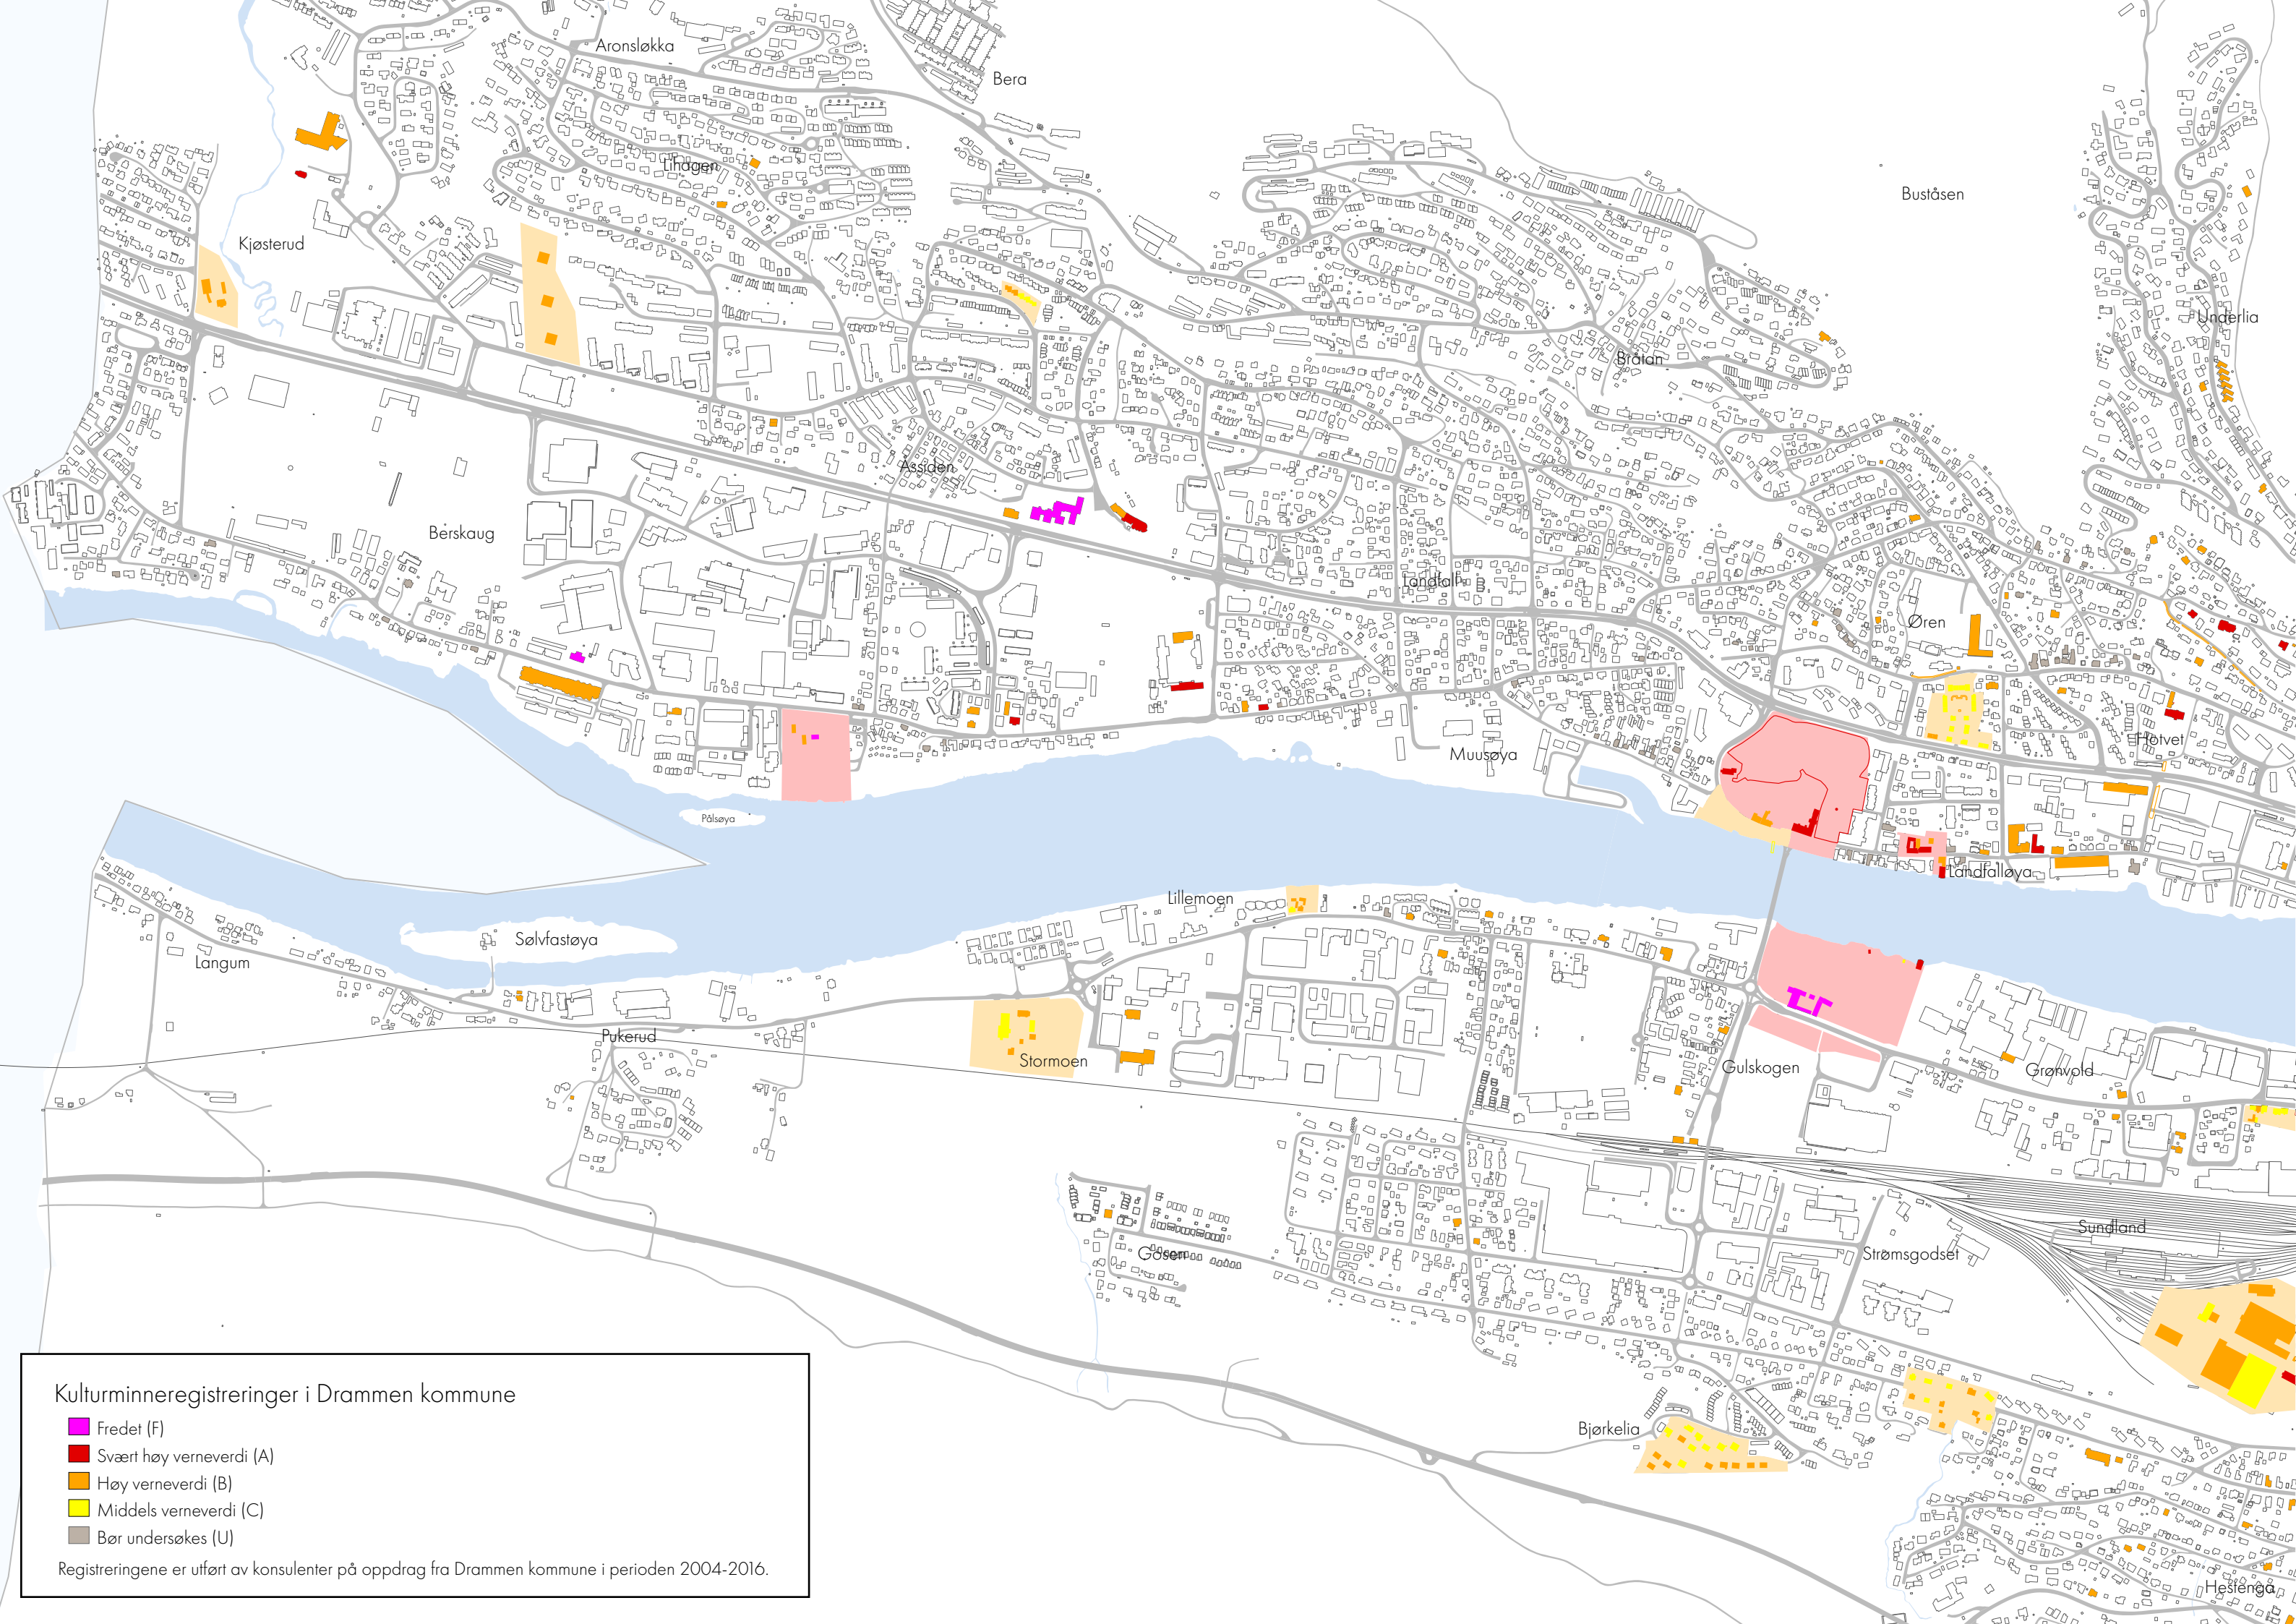 Aronsløkka
Bera
Lihagen
Buståsen
Kjøsterud
Underlia
Bråtan
Åssiden
Berskaug
Landfall
Øren
Hotvet
Muusøya
Pålsøya
Landfalløya
Lillemoen
Sølvfastøya
Langum
Pukerud
Stormoen
Gulskogen
Grønvold
Sundland
Gosen
Strømsgodset
Bjørkelia
Hestenga
Kulturminneregistreringer i Drammen kommune
Fredet (F)
Svært høy verneverdi (A)
Høy verneverdi (B)
Middels verneverdi (C)
Bør undersøkes (U)
Registreringene er utført av konsulenter på oppdrag fra Drammen kommune i perioden 2004-2016.